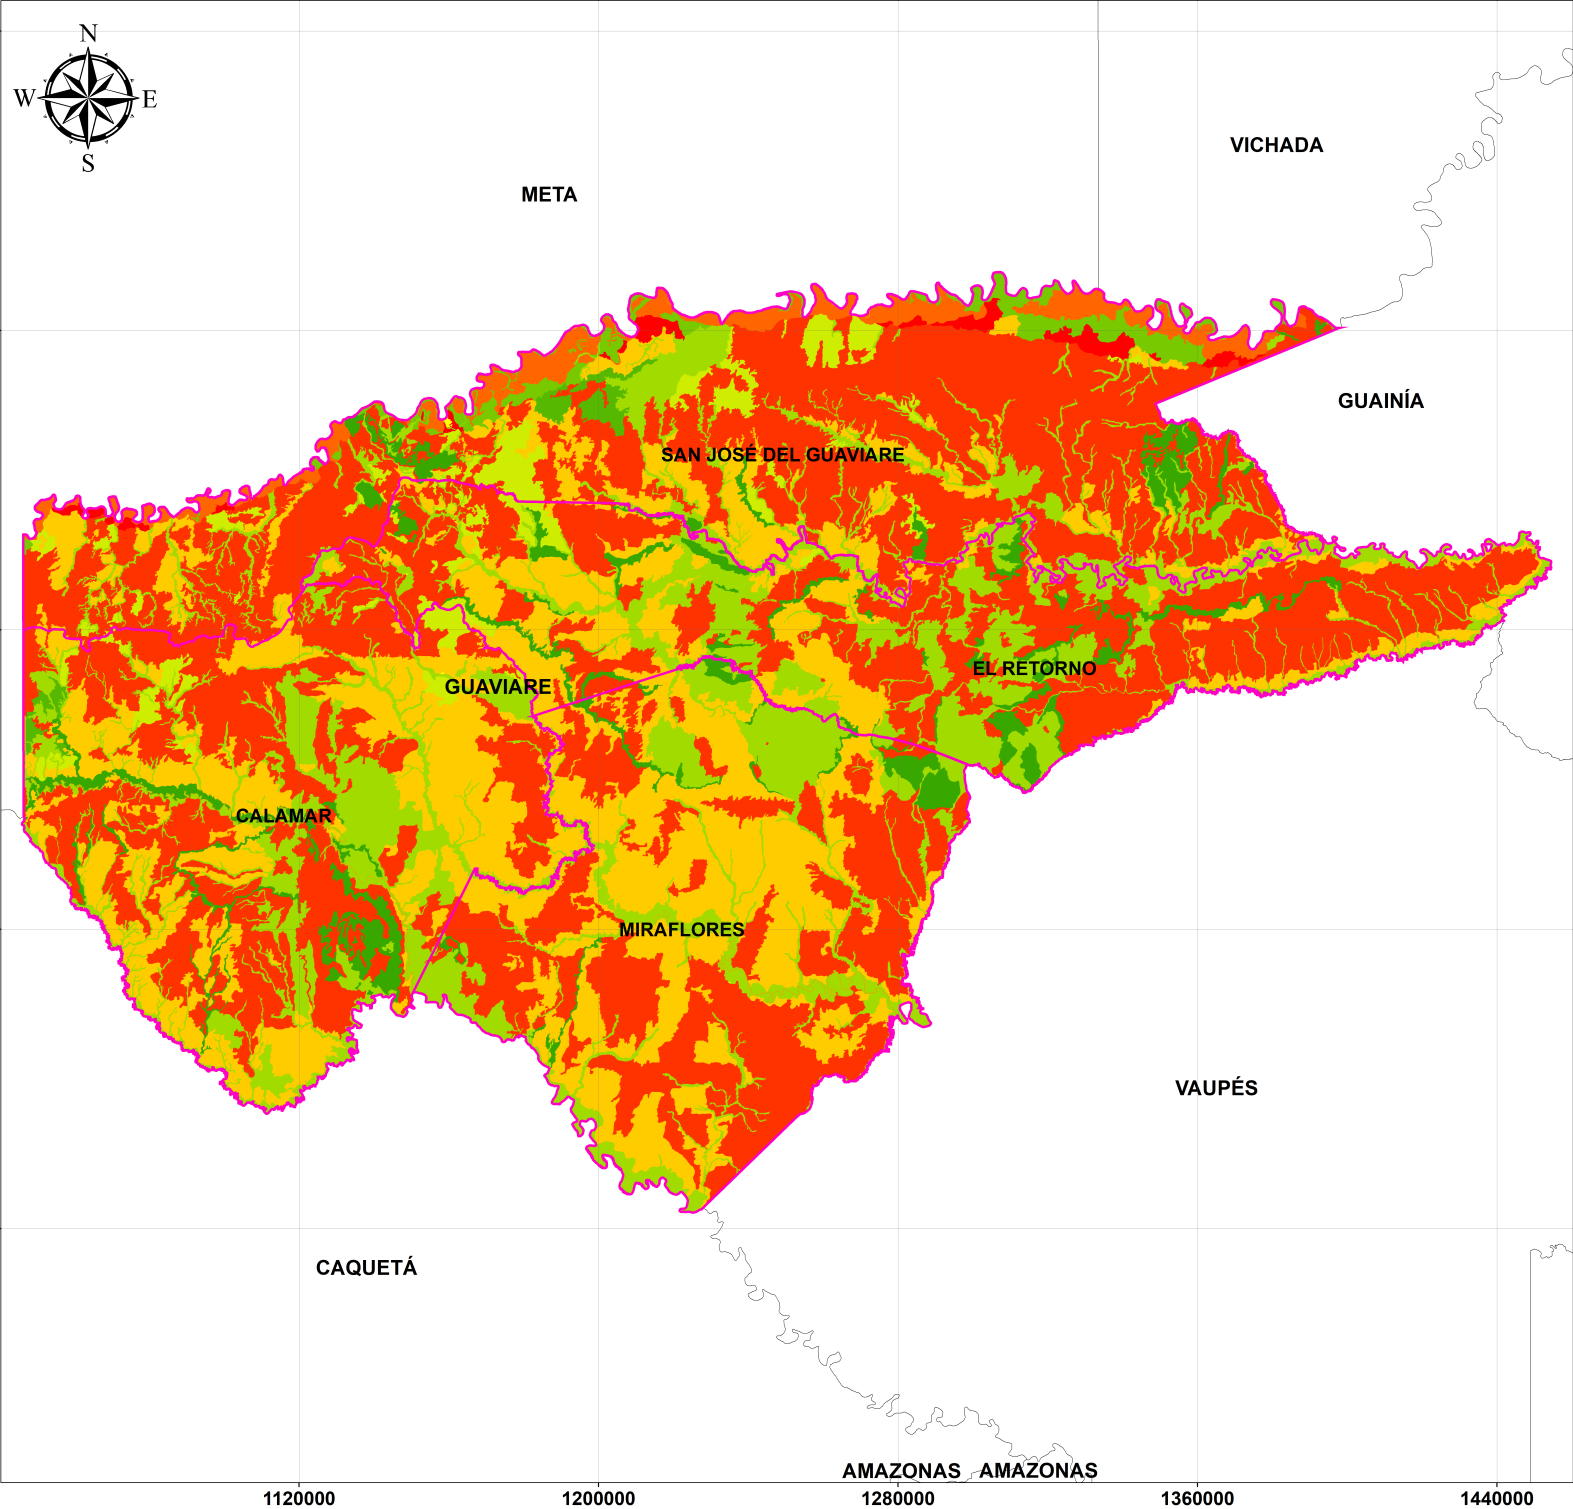 N
W E
S
VICHADA
META
GUAINÍA
SAN JOSÉ DEL GUAVIARE
EL RETORNO
GUAVIARE
CALAMAR
MIRAFLORES
VAUPÉS
CAQUETÁ
AMAZONAS AMAZONAS
1120000 1200000 1280000 1360000 1440000